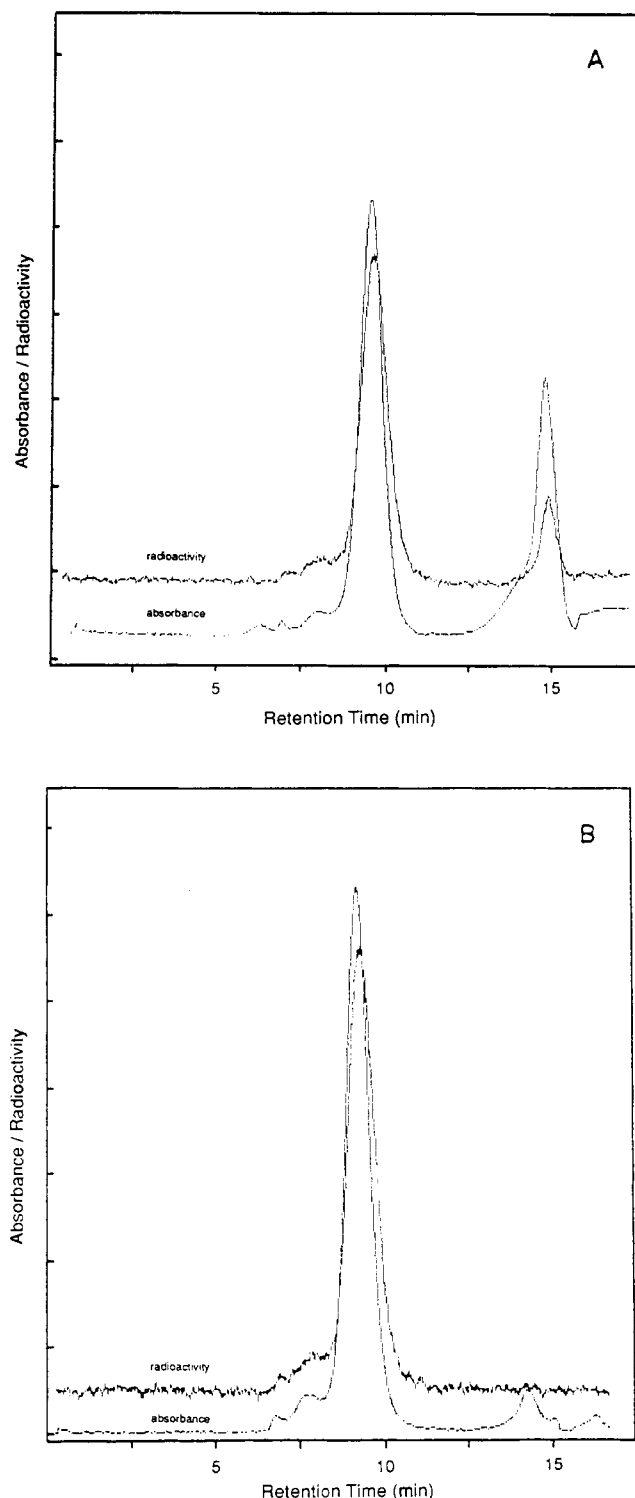 A
Absorbance / Radioactivity
radioactivity
absorbance
5 10 15
Retention Time (min)
B
Absorbance / Radioactivity
radioactivity
absorbance
5 10 15
Retention Time (min)